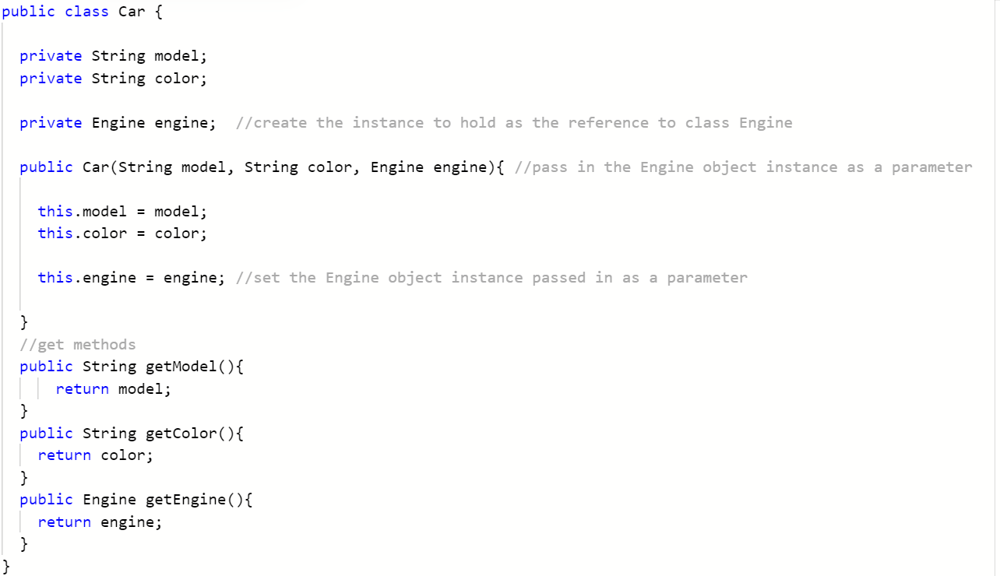 public class Car {
private String model;
private String color;
private Engine engine;  //create the instance to hold as the reference to class Engine
public Car(String model, String color, Engine engine){ //pass in the Engine object instance as a parameter
this.model = model;
this.color = color;
this.engine = engine; //set the Engine object instance passed in as a parameter
}
//get methods
public String getModel(){
return model;
}
public String getColor(){
return color;
}
public Engine getEngine(){
return engine;
}
}